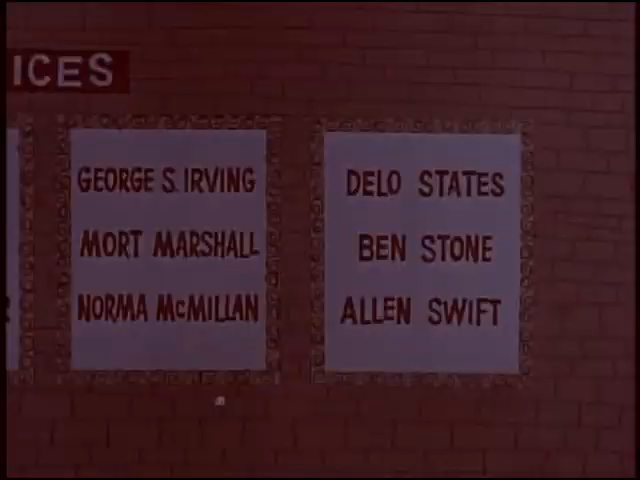 ICES
GEORGE S. IRVING
MORT MARSHALL
NORMA McMILLAN
DELO STATES
BEN STONE
ALLEN SWIFT